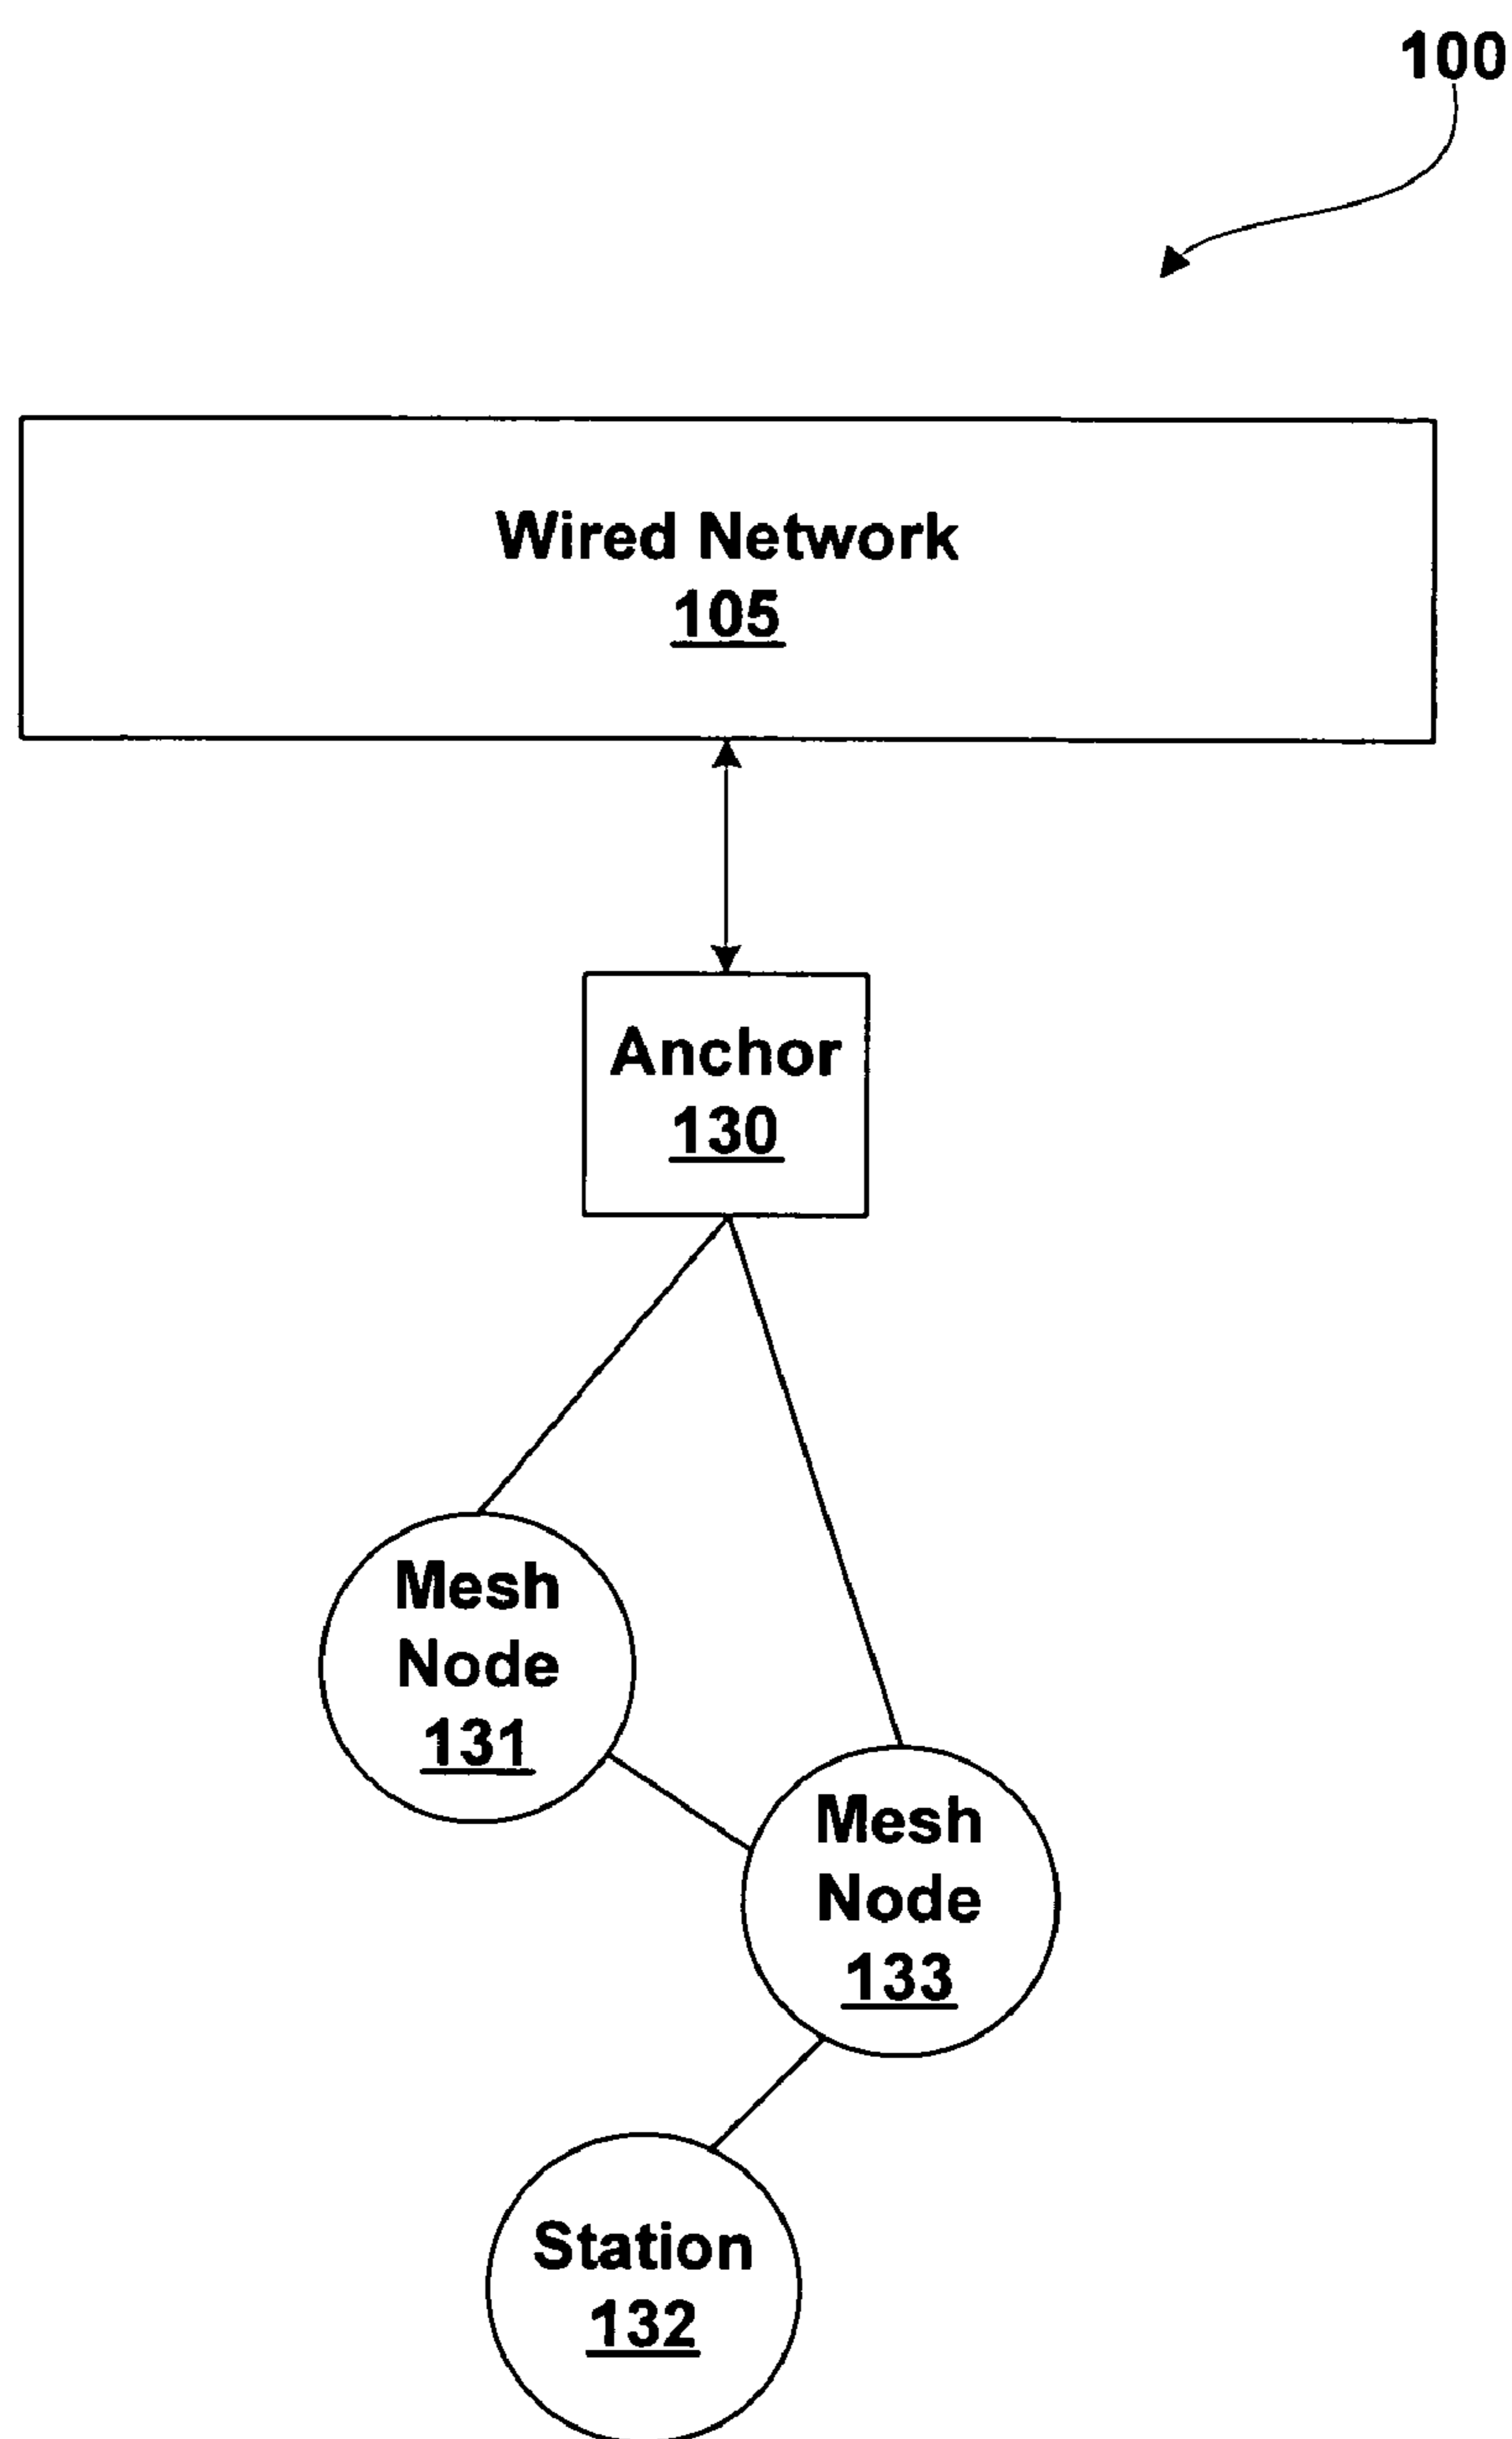 100
Wired Network
105
Anchor
130
Mesh
Node
131
Mesh
Node
133
Station
132